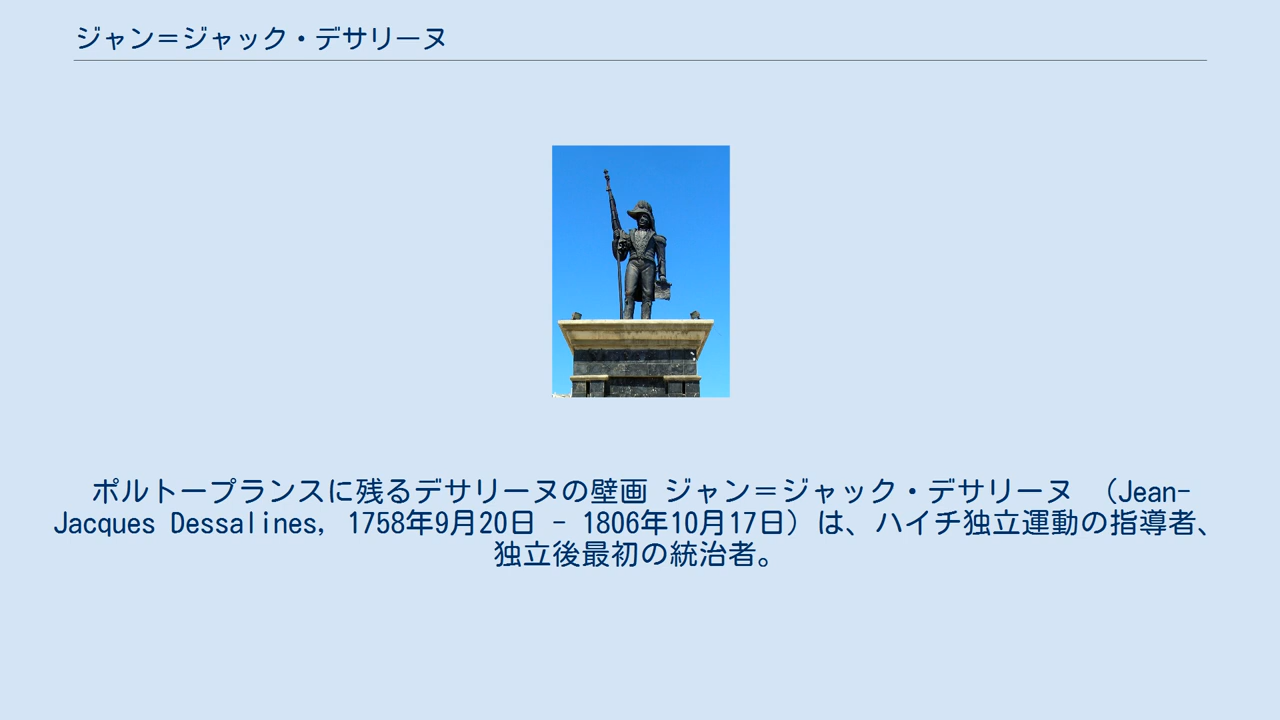 ジャン＝ジャック・デサリーヌ
ポルトープランスに残るデサリーヌの壁画 ジャン＝ジャック・デサリーヌ （Jean-
Jacques Dessalines, 1758年9月20日 - 1806年10月17日）は、ハイチ独立運動の指導者、
独立後最初の統治者。